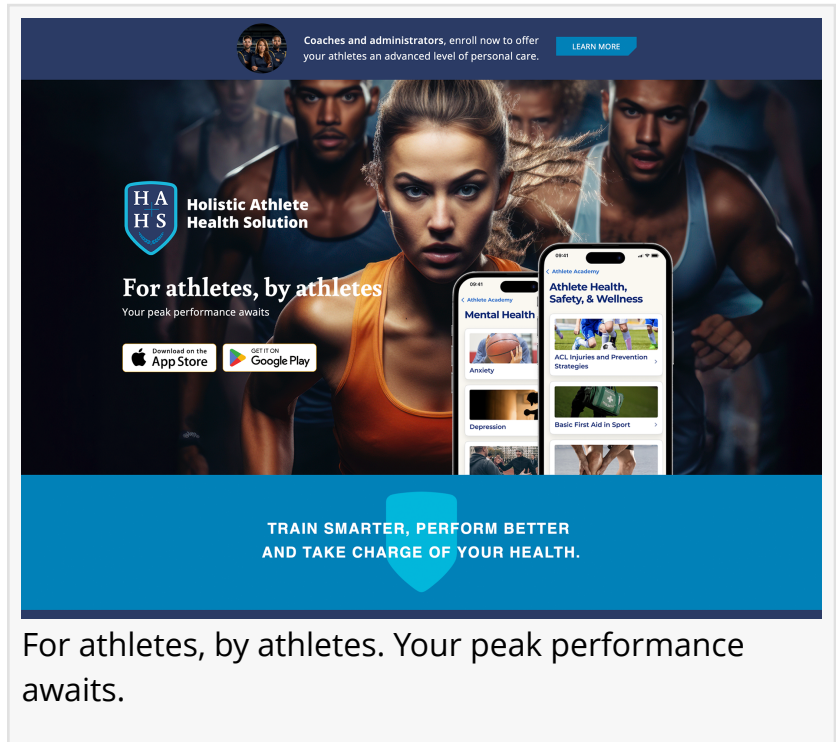 Coaches and administrators, enroll now to offer
your athletes an advanced level of personal care.
LEARN MORE
H A
H S
Holistic Athlete
Health Solution
For athletes, by athletes
Your peak performance awaits
Download on the
App Store
GET IT ON
Google Play
09:41
Athlete Academy
Mental Health
Anxiety
Depression
09:41
Athlete Academy
Athlete Health,
Safety, & Wellness
ACL Injuries and Prevention
Strategies
Basic First Aid in Sport
TRAIN SMARTER, PERFORM BETTER
AND TAKE CHARGE OF YOUR HEALTH.
For athletes, by athletes. Your peak performance
awaits.